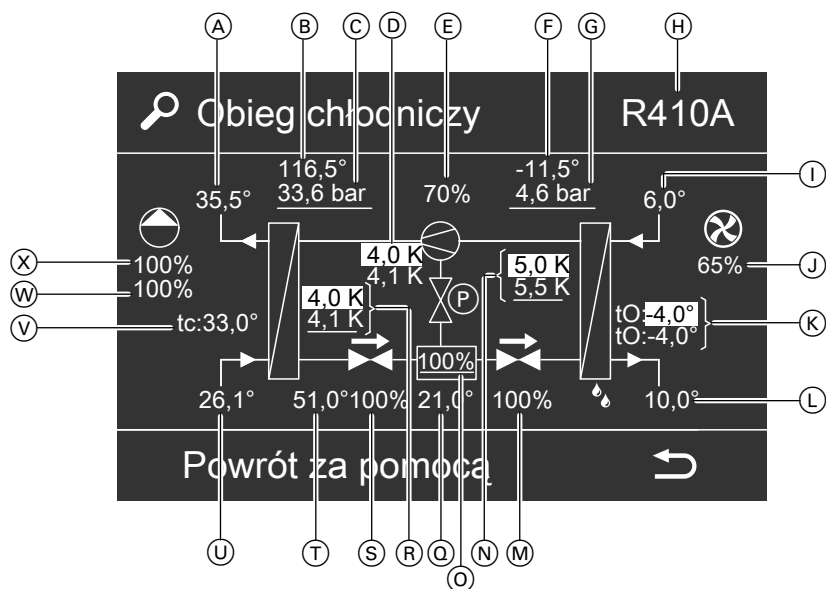 A B C D E F G H
Obieg chłodniczy R410A
116,5° -11,5°
33,6 bar 70% 4,6 bar
35,5° 6,0° I
4,0 K 5,0 K
4,1 K 5,5 K
X 100% 65% J
W 100%
4,0 K P tO:-4,0°
V tc:33,0° 4,1 K tO:-4,0° K
100%
26,1° 51,0° 100% 21,0° 100% 10,0° L
Powrót za pomocą
U T S R Q O N M